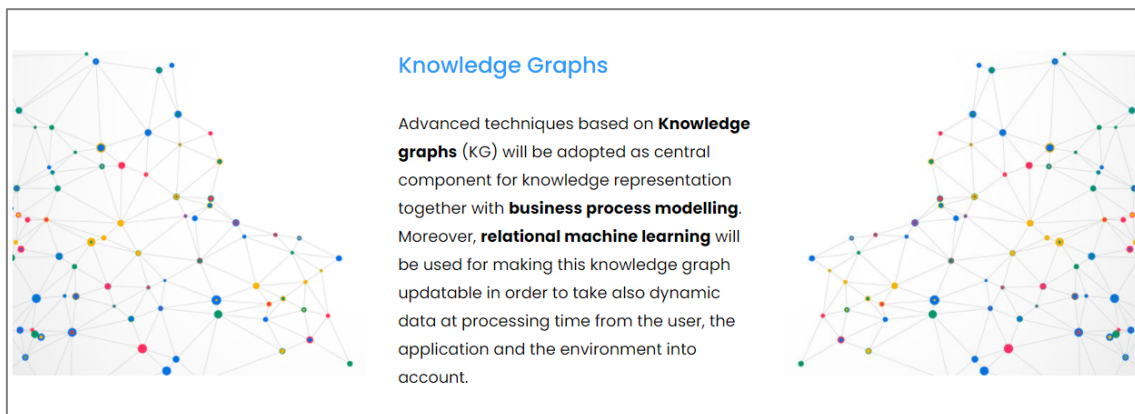 Knowledge Graphs
Advanced techniques based on Knowledge
graphs (KG) will be adopted as central
component for knowledge representation
together with business process modelling.
Moreover, relational machine learning will
be used for making this knowledge graph
updatable in order to take also dynamic
data at processing time from the user, the
application and the environment into
account.